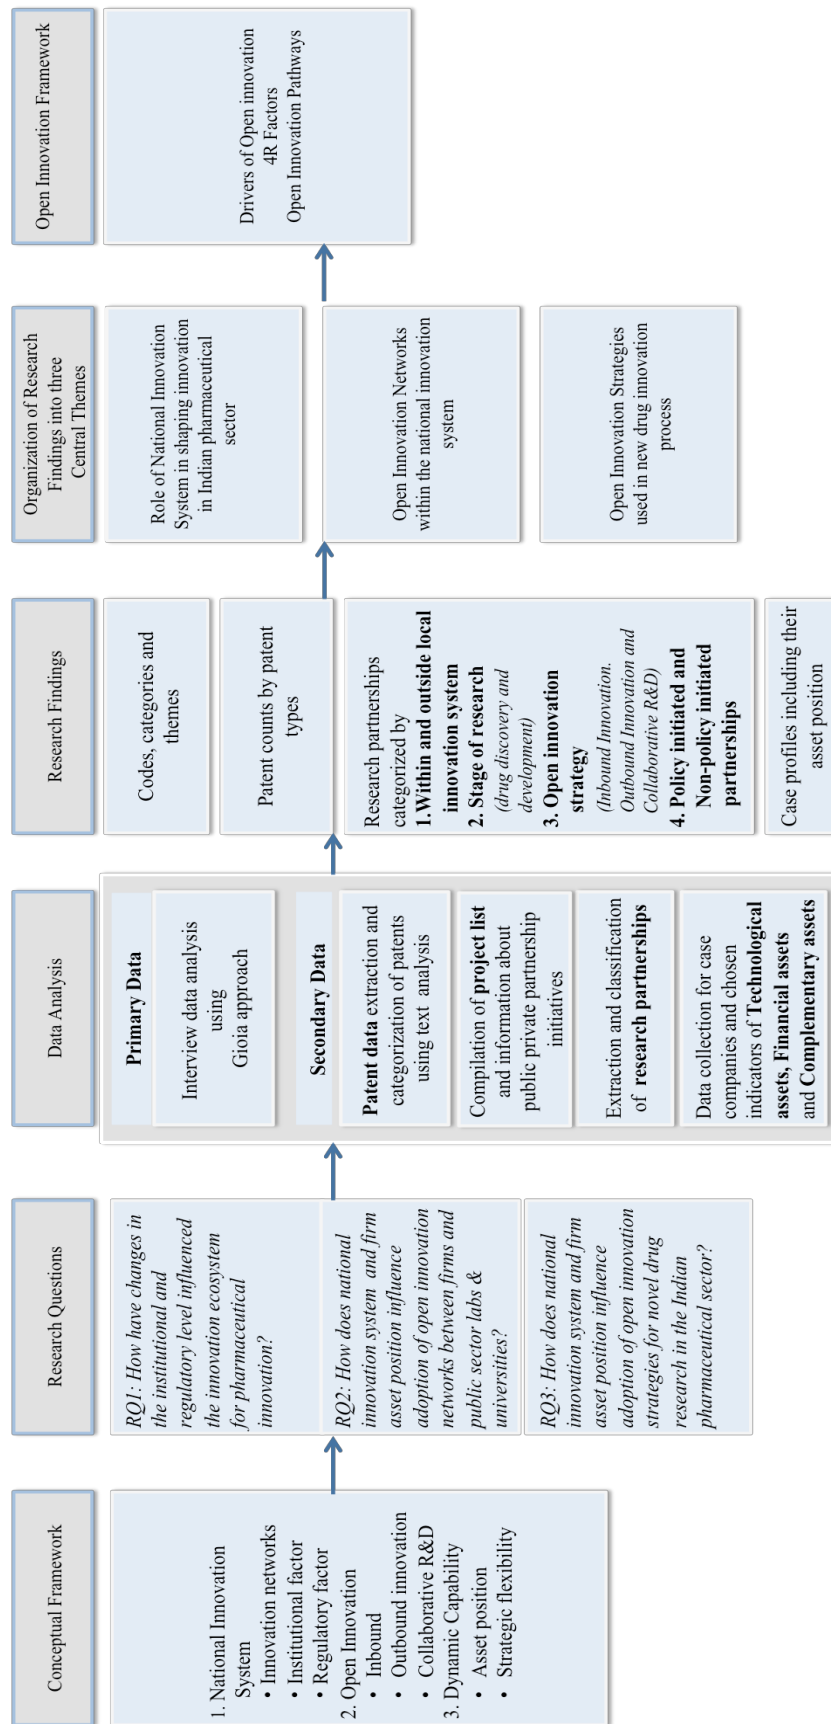 Conceptual Framework
1. National Innovation
System
• Innovation networks
• Institutional factor
• Regulatory factor
2. Open Innovation
• Inbound
• Outbound innovation
• Collaborative R&D
3. Dynamic Capability
• Asset position
• Strategic flexibility
Research Questions
RQ1: How have changes in
the institutional and
regulatory level influenced
the innovation ecosystem
for pharmaceutical
innovation?
RQ2: How does national
innovation system and firm
asset position influence
adoption of open innovation
networks between firms and
public sector labs &
universities?
RQ3: How does national
innovation system and firm
asset position influence
adoption of open innovation
strategies for novel drug
research in the Indian
pharmaceutical sector?
Data Analysis
Primary Data
Interview data analysis
using
Gioia approach
Secondary Data
Patent data extraction and
categorization of patents
using text analysis
Compilation of project list
and information about
public private partnership
initiatives
Extraction and classification
of research partnerships
Data collection for case
companies and chosen
indicators of Technological
assets, Financial assets
and Complementary assets
Research Findings
Codes, categories and
themes
Patent counts by patent
types
Research partnerships
categorized by
1.Within and outside local
innovation system
2. Stage of research
(drug discovery and
development)
3. Open innovation
strategy
(Inbound Innovation.
Outbound Innovation and
Collaborative R&D)
4. Policy initiated and
Non-policy initiated
partnerships
Case profiles including their
asset position
Organization of Research
Findings into three
Central Themes
Role of National Innovation
System in shaping innovation
in Indian pharmaceutical
sector
Open Innovation Networks
within the national innovation
system
Open Innovation Strategies
used in new drug innovation
process
Open Innovation Framework
Drivers of Open innovation
4R Factors
Open Innovation Pathways